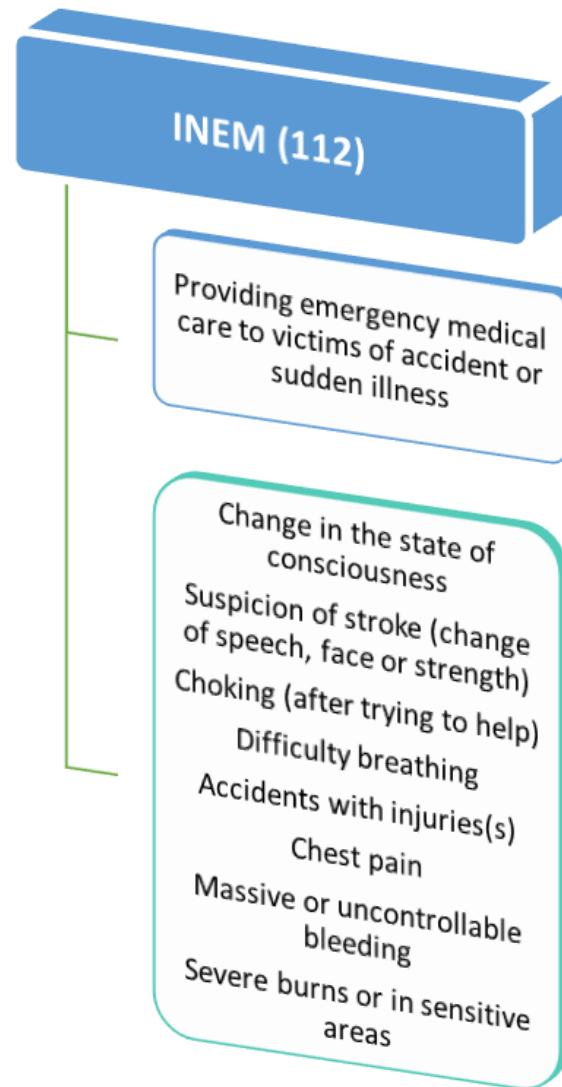 INEM (112)
Providing emergency medical
care to victims of accident or
sudden illness
Change in the state of
consciousness
Suspicion of stroke (change
of speech, face or strength)
Choking (after trying to help)
Difficulty breathing
Accidents with injuries(s)
Chest pain
Massive or uncontrollable
bleeding
Severe burns or in sensitive
areas